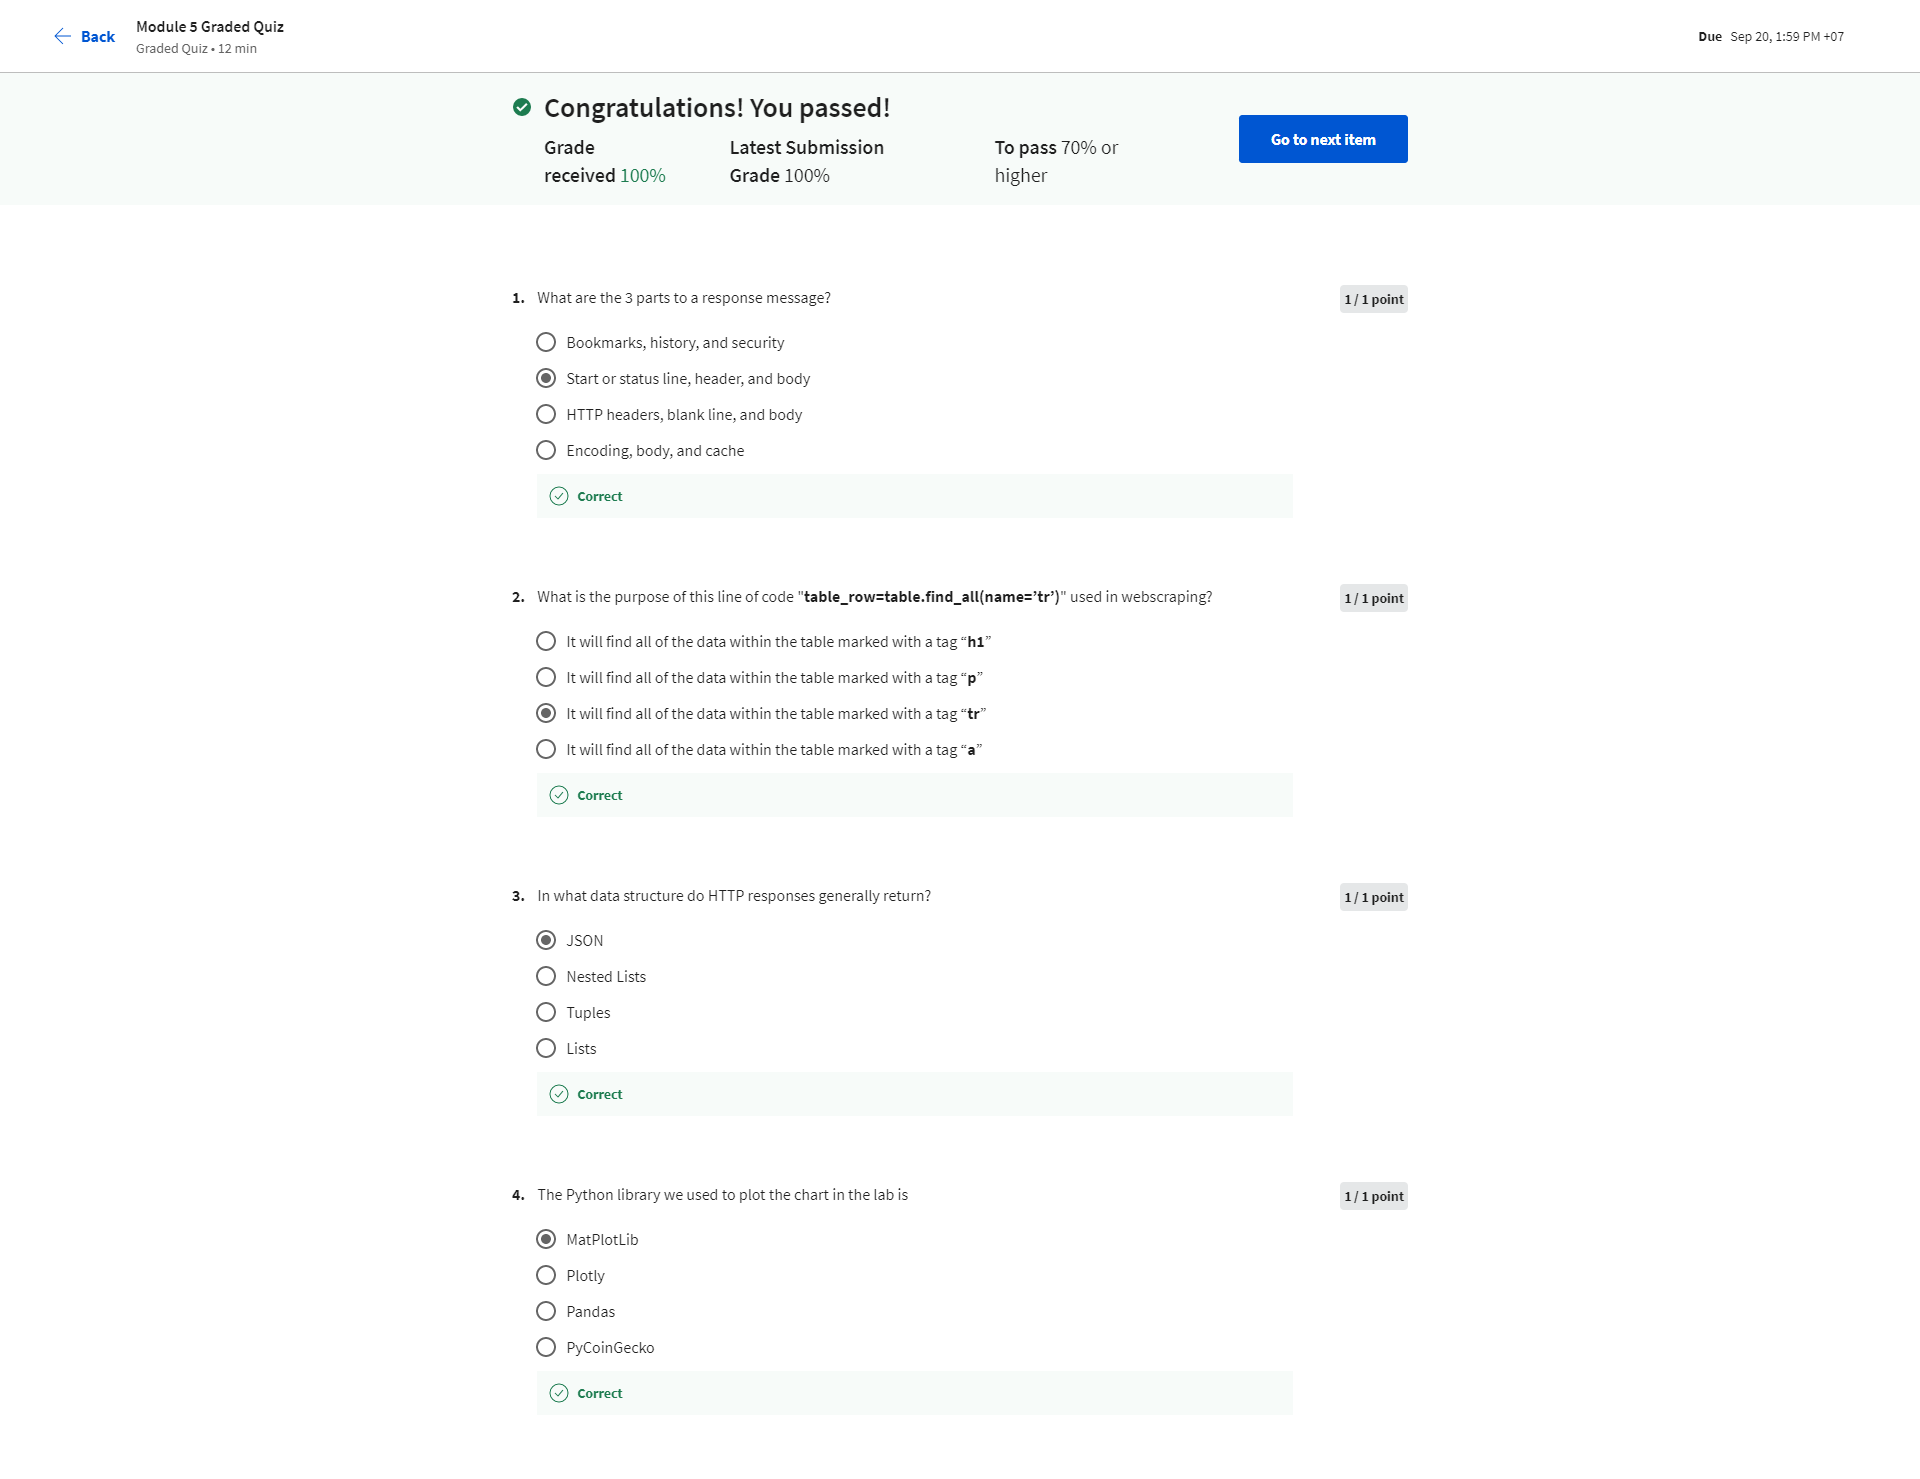 Back
Module 5 Graded Quiz
Graded Quiz • 12 min
Due Sep 20, 1:59 PM +07
Congratulations! You passed!
Grade received 100%
Latest Submission Grade 100%
To pass 70% or higher
Go to next item
1. What are the 3 parts to a response message?
1 / 1 point
Bookmarks, history, and security
Start or status line, header, and body
HTTP headers, blank line, and body
Encoding, body, and cache
Correct
2. What is the purpose of this line of code "table_row=table.find_all(name=’tr’)" used in webscraping?
1 / 1 point
It will find all of the data within the table marked with a tag “h1”
It will find all of the data within the table marked with a tag “p”
It will find all of the data within the table marked with a tag “tr”
It will find all of the data within the table marked with a tag “a”
Correct
3. In what data structure do HTTP responses generally return?
1 / 1 point
JSON
Nested Lists
Tuples
Lists
Correct
4. The Python library we used to plot the chart in the lab is
1 / 1 point
MatPlotLib
Plotly
Pandas
PyCoinGecko
Correct